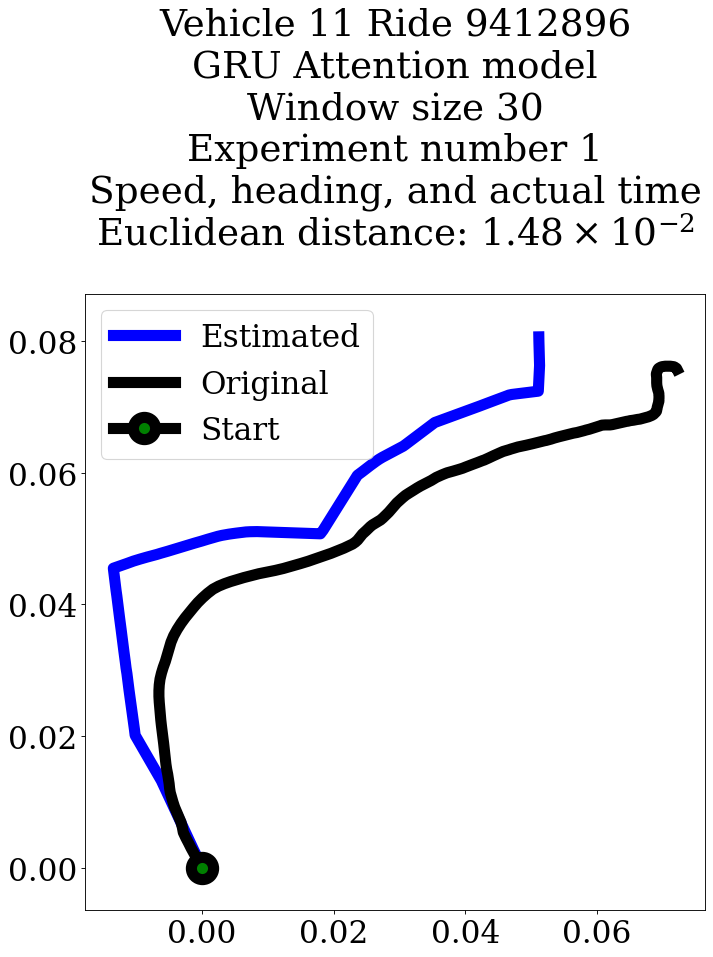 Vehicle 11 Ride 9412896
GRU Attention model
Window size 30
Experiment number 1
Speed, heading, and actual time
Euclidean distance: 1.48 × 10⁻²
Estimated
Original
Start
0.08
0.06
0.04
0.02
0.00
0.00 0.02 0.04 0.06